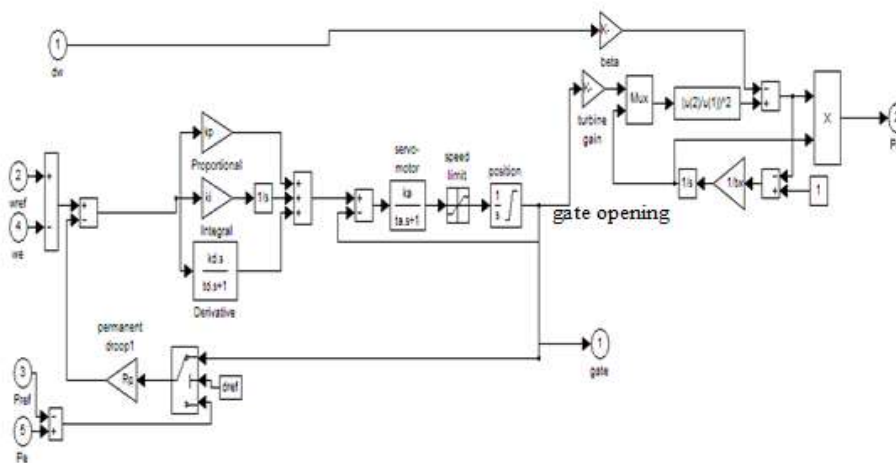 1
dw
K-
beta
K-
turbine
gain
Mux
(u(2)/u(1))^2
X
P
kp
Proportional
servo-
motor
speed
limit
position
2
wref
4
we
ki
1/s
Integral
ka
ta.s+1
1
s
gate opening
1/s
1/tw
1
kd.s
td.s+1
Derivative
permanent
droop1
Rp
3
Pref
5
Pe
dref
1
gate